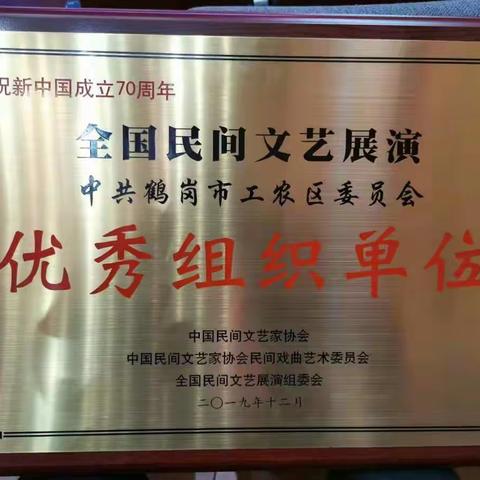 祝新中国成立70周年
全国民间文艺展演
中共鹤岗市工农区委员会
优秀组织单位
中国民间文艺家协会
中国民间文艺家协会民间戏曲艺术委员会
全国民间文艺展演组委会
二〇一九年十二月